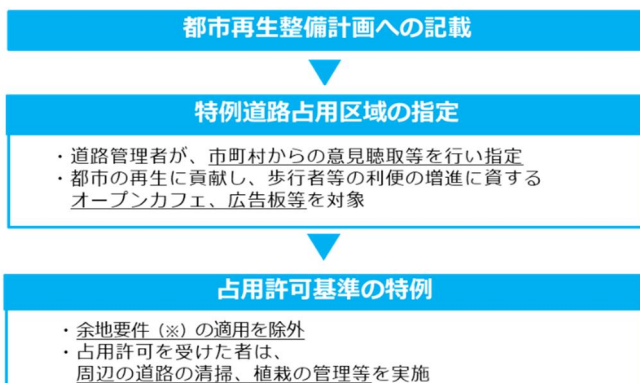 都市再生整備計画への記載
特例道路占用区域の指定
・道路管理者が、市町村からの意見聴取等を行い指定
・都市の再生に貢献し、歩行者等の利便の増進に資する
オープンカフェ、広告板等を対象
占用許可基準の特例
・余地要件（※）の適用を除外
・占用許可を受けた者は、
周辺の道路の清掃、植栽の管理等を実施